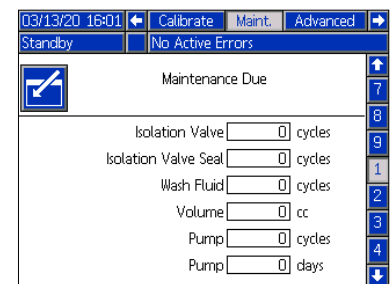 03/13/20 16:01 Calibrate Maint. Advanced
Standby No Active Errors
Maintenance Due
7
8
Isolation Valve 0 cycles
9
Isolation Valve Seal 0 cycles
1
Wash Fluid 0 cycles
2
Volume 0 cc
3
Pump 0 cycles
4
Pump 0 days